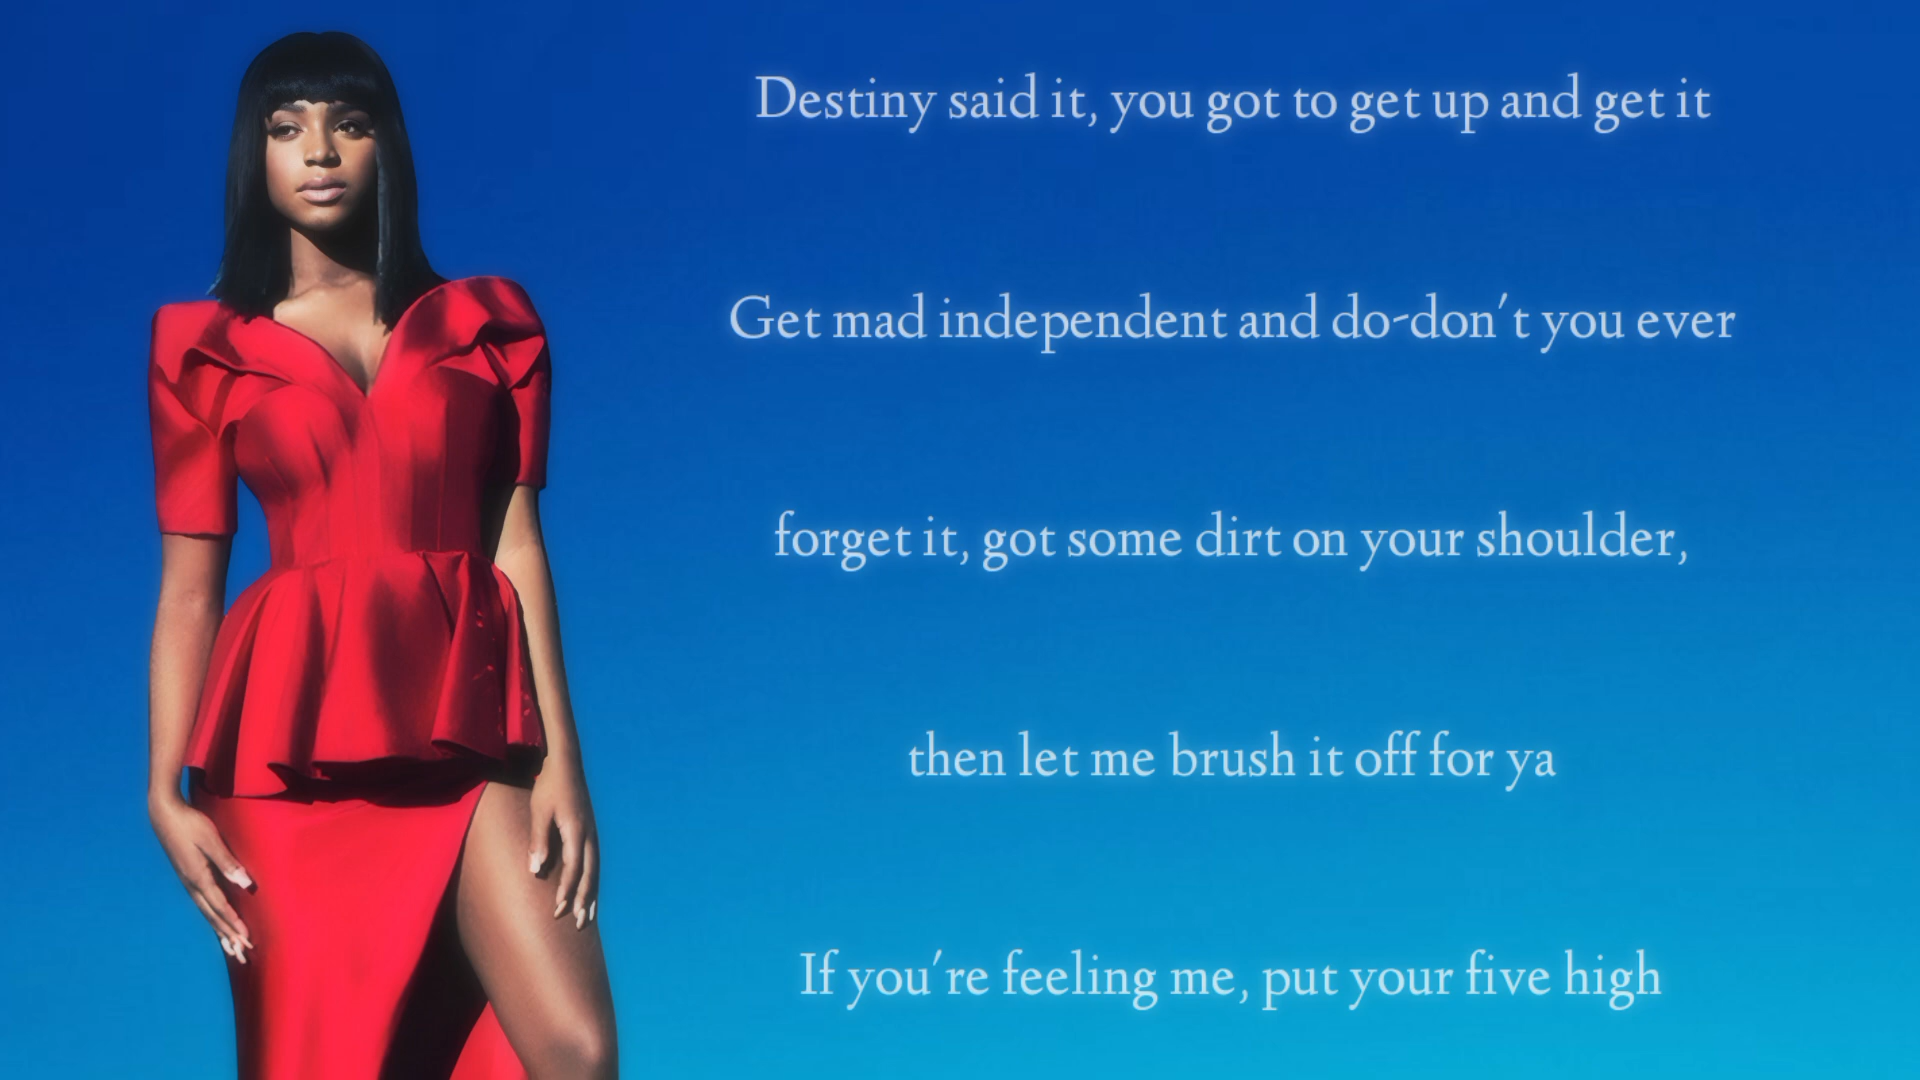 Destiny said it, you got to get up and get it
Get mad independent and do-don't you ever
forget it, got some dirt on your shoulder,
then let me brush it off for ya
If you're feeling me, put your five high